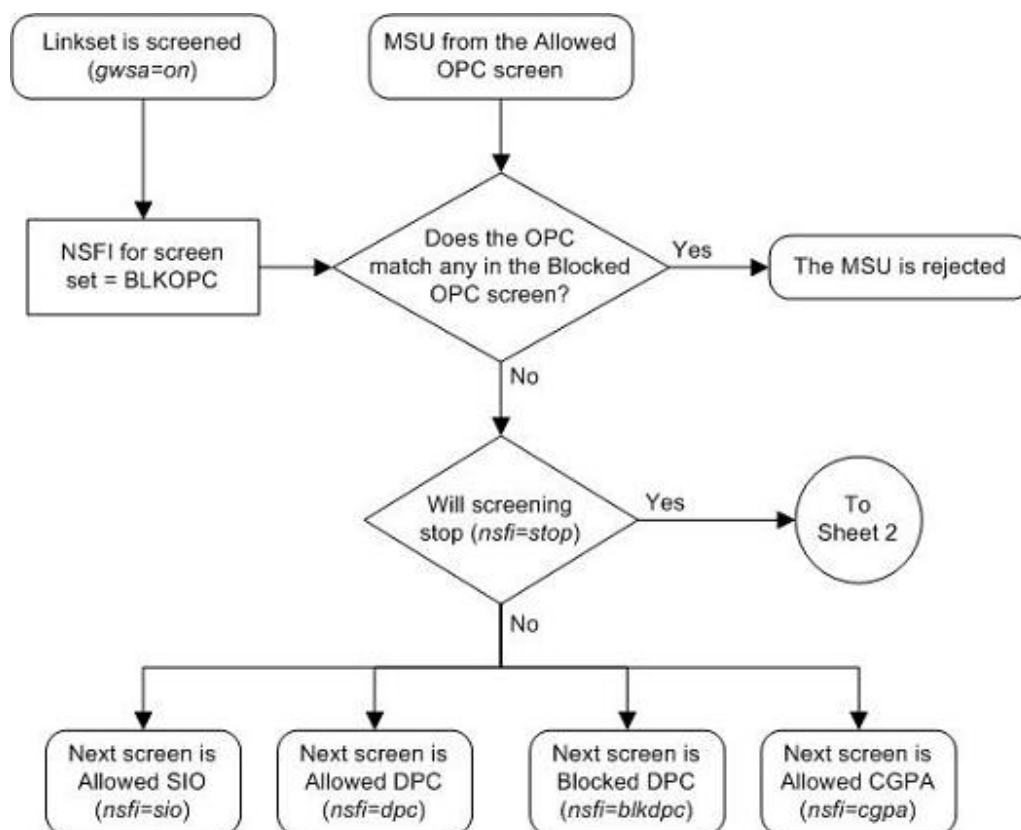 Linkset is screened
(gwsa=on)
MSU from the Allowed
OPC screen
NSFI for screen
set = BLKOPC
Does the OPC
match any in the Blocked
OPC screen?
Yes
The MSU is rejected
No
Will screening
stop (nsfi=stop)
Yes
To
Sheet 2
No
Next screen is
Allowed SIO
(nsfi=sio)
Next screen is
Allowed DPC
(nsfi=dpc)
Next screen is
Blocked DPC
(nsfi=blkdpc)
Next screen is
Allowed CGPA
(nsfi=cgpa)